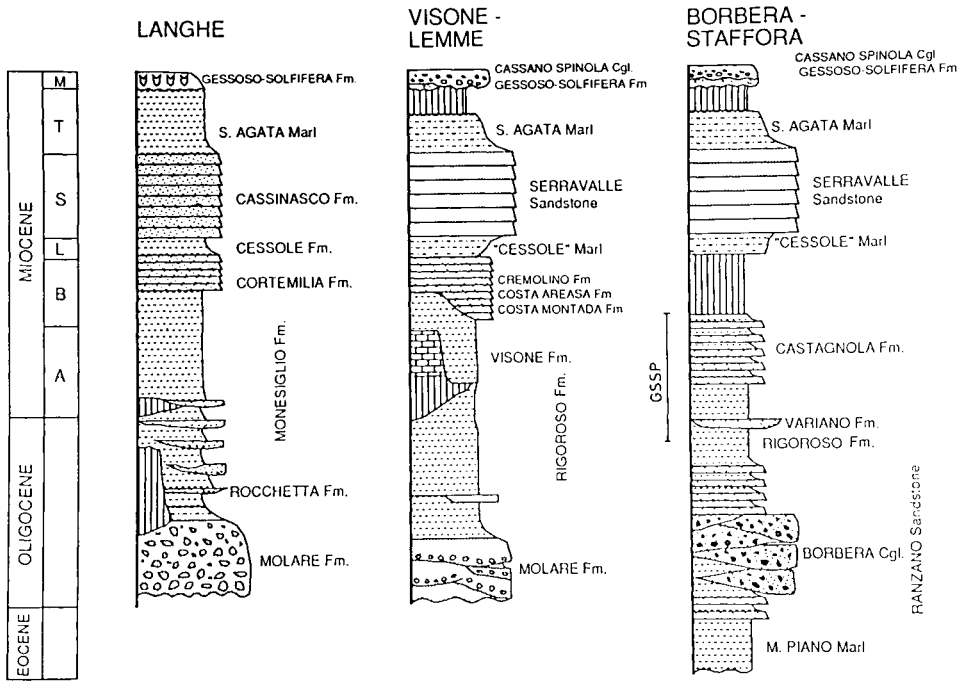 LANGHE
VISONE -
LEMME
BORBERA -
STAFFORA
MIOCENE
OLIGOCENE
EOCENE
M
T
S
L
B
A
GESSOSO-SOLFIFERA Fm.
S. AGATA Marl
CASSINASCO Fm.
CESSOLE Fm.
CORTEMILIA Fm.
MONESIGLIO Fm.
ROCCHETTA Fm.
MOLARE Fm.
CASSANO SPINOLA Cgl.
GESSOSO-SOLFIFERA Fm
S. AGATA Marl
SERRAVALLE
Sandstone
"CESSOLE" Marl
CREMOLINO Fm
COSTA AREASA Fm
COSTA MONTADA Fm
VISONE Fm.
RIGOROSO Fm.
MOLARE Fm.
CASSANO SPINOLA Cgl
GESSOSO-SOLFIFERA Fm
S. AGATA Marl
SERRAVALLE
Sandstone
"CESSOLE" Marl
GSSP
CASTAGNOLA Fm.
VARIANO Fm.
RIGOROSO Fm.
BORBERA Cgl.
RANZANO Sandstone
M. PIANO Marl